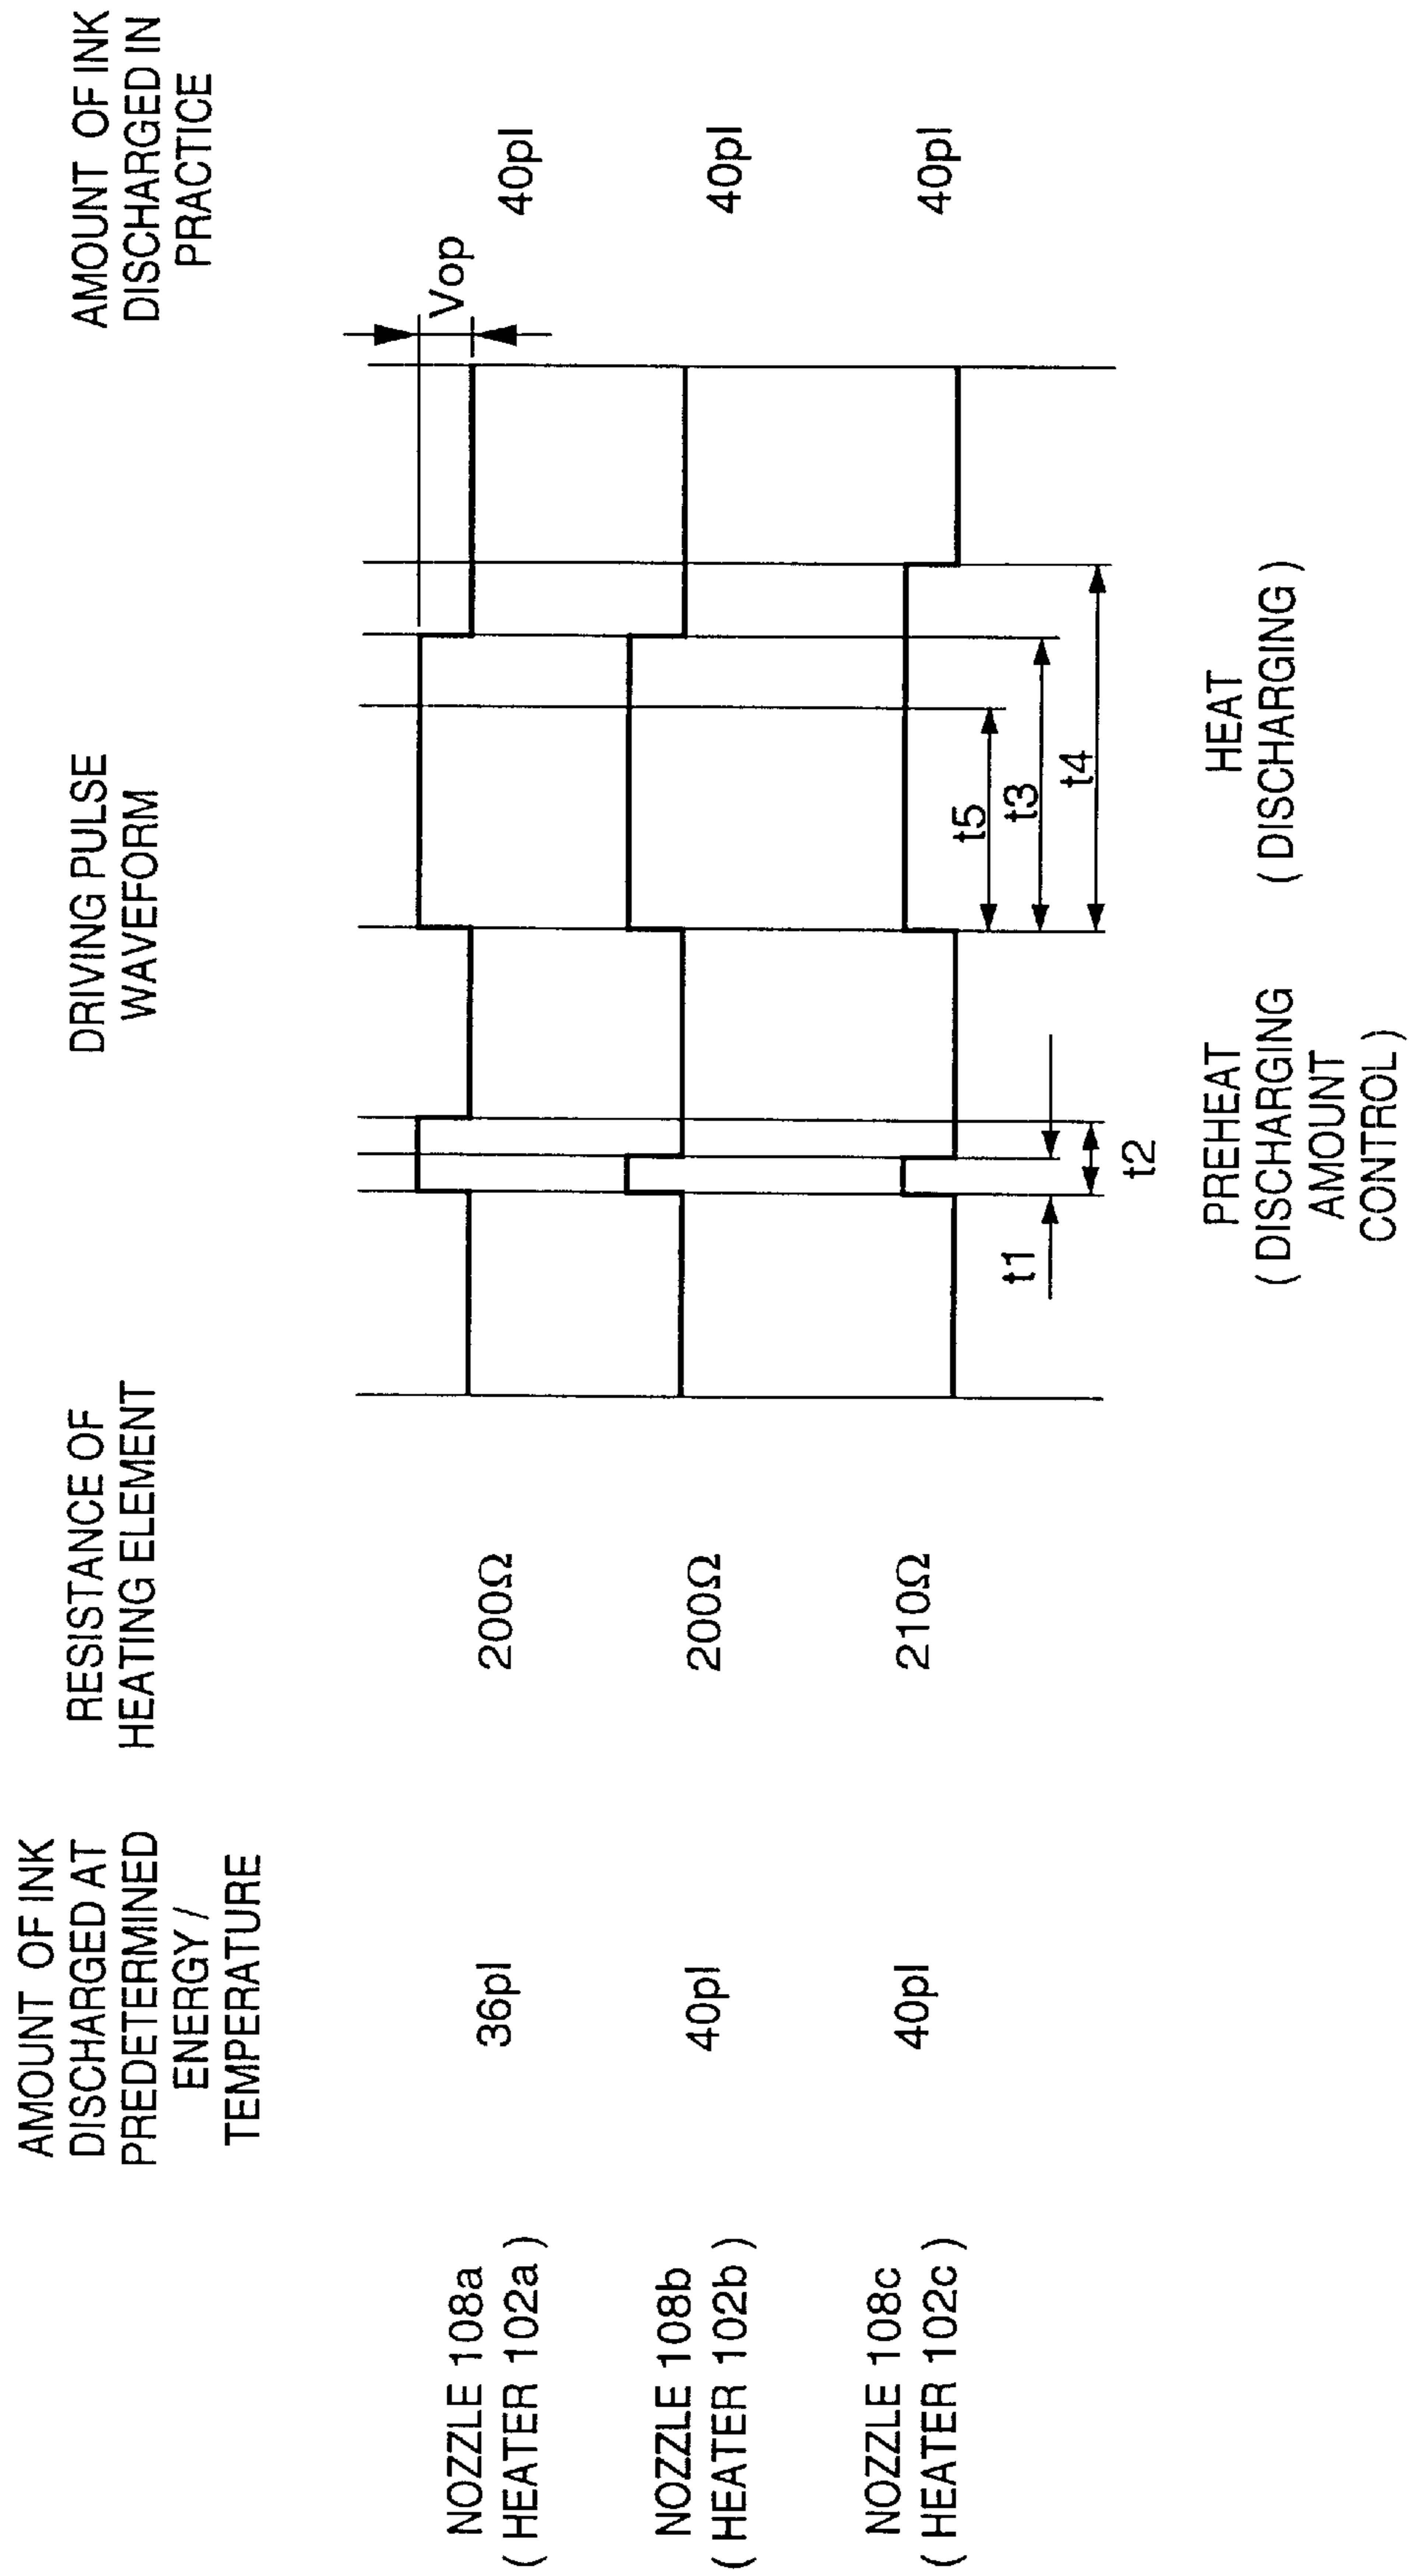 AMOUNT OF INK
DISCHARGED AT
PREDETERMINED
ENERGY /
TEMPERATURE
RESISTANCE OF
HEATING ELEMENT
DRIVING PULSE
WAVEFORM
AMOUNT OF INK
DISCHARGED IN
PRACTICE
NOZZLE 108a
( HEATER 102a )
36pl
200Ω
Vop
40pl
NOZZLE 108b
( HEATER 102b )
40pl
200Ω
40pl
NOZZLE 108c
( HEATER 102c )
40pl
210Ω
40pl
t1
t2
t5
t3
t4
PREHEAT
( DISCHARGING
AMOUNT
CONTROL )
HEAT
( DISCHARGING )